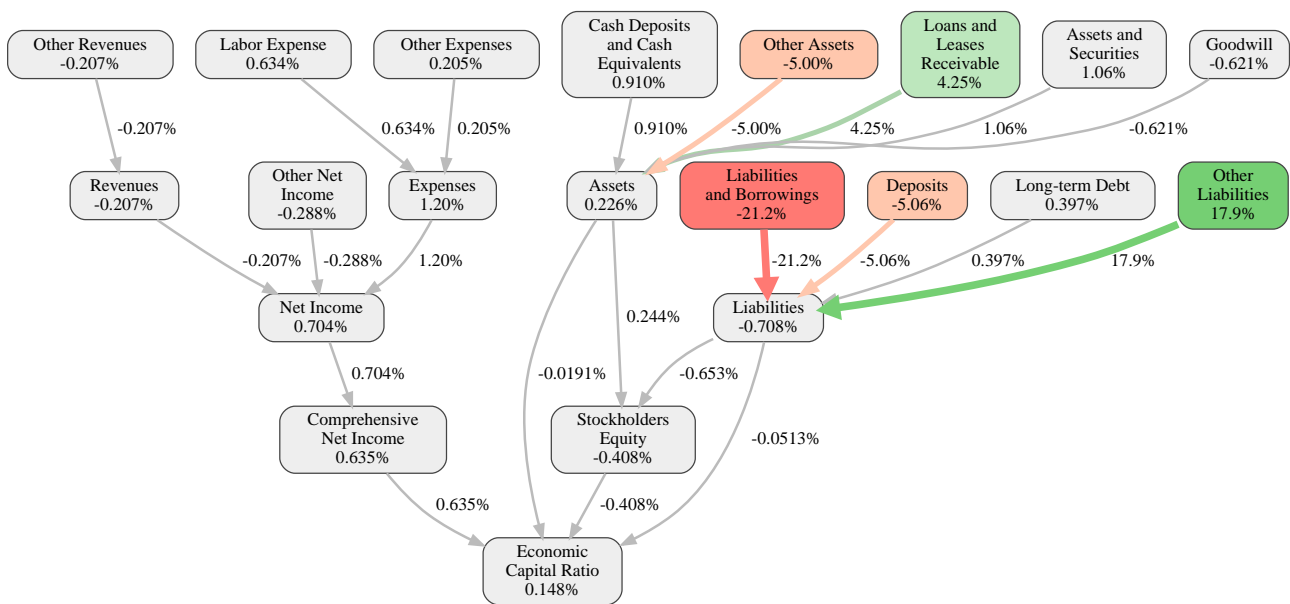 Other Revenues
-0.207%
Labor Expense
0.634%
Other Expenses
0.205%
Cash Deposits
and Cash
Equivalents
0.910%
Other Assets
-5.00%
Loans and
Leases
Receivable
4.25%
Assets and
Securities
1.06%
Goodwill
-0.621%
-0.207%
0.634%
0.205%
0.910%
-5.00%
4.25%
1.06%
-0.621%
Revenues
-0.207%
Other Net
Income
-0.288%
Expenses
1.20%
Assets
0.226%
Liabilities
and Borrowings
-21.2%
Deposits
-5.06%
Long-term Debt
0.397%
Other
Liabilities
17.9%
-0.207%
-0.288%
1.20%
-21.2%
-5.06%
0.397%
17.9%
Net Income
0.704%
0.244%
Liabilities
-0.708%
0.704%
-0.0191%
-0.653%
Comprehensive
Net Income
0.635%
Stockholders
Equity
-0.408%
-0.0513%
0.635%
-0.408%
Economic
Capital Ratio
0.148%